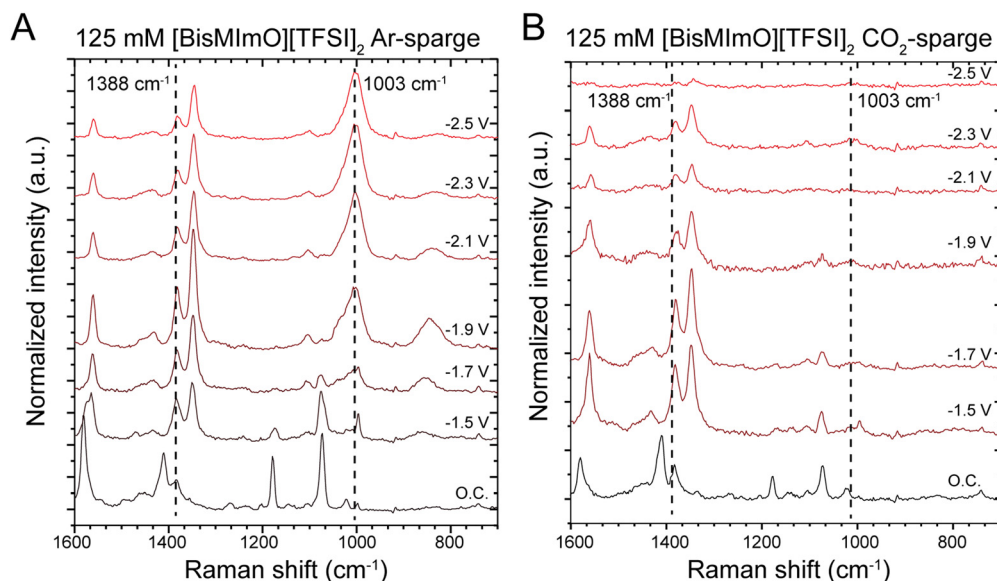 A
125 mM [BisMImO][TFSI]₂ Ar-sparge
1388 cm⁻¹
1003 cm⁻¹
-2.5 V
-2.3 V
-2.1 V
-1.9 V
-1.7 V
-1.5 V
O.C.
Normalized intensity (a.u.)
1600 1400 1200 1000 800
Raman shift (cm⁻¹)
B
125 mM [BisMImO][TFSI]₂ CO₂-sparge
-2.5 V
1388 cm⁻¹
1003 cm⁻¹
-2.3 V
-2.1 V
-1.9 V
-1.7 V
-1.5 V
O.C.
Normalized intensity (a.u.)
1600 1400 1200 1000 800
Raman shift (cm⁻¹)